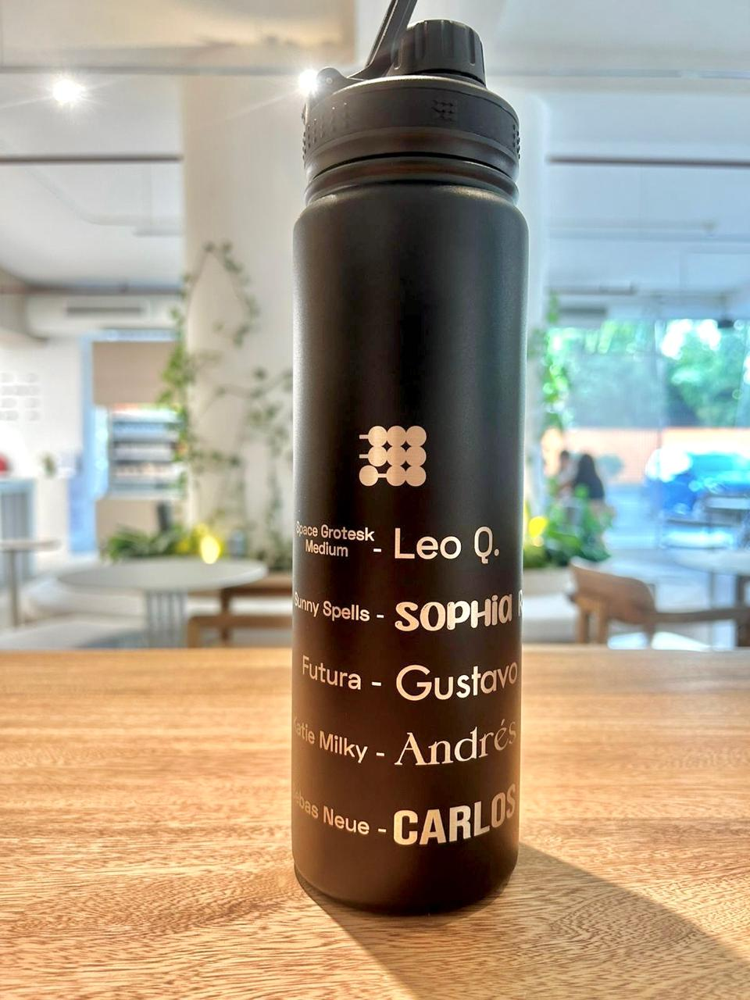 Space Grotesk
Medium - Leo Q.
Sunny Spells - SOPHia
Futura - Gustavo
Milky - Andrés
Neue - CARLOS